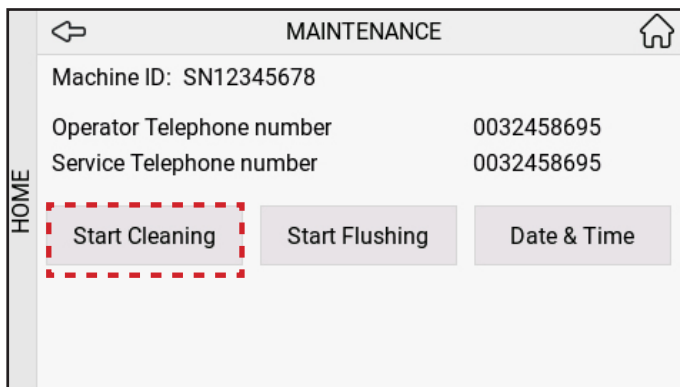 MAINTENANCE
Machine ID: SN12345678
Operator Telephone number 0032458695
Service Telephone number 0032458695
HOME
Start Cleaning Start Flushing Date & Time